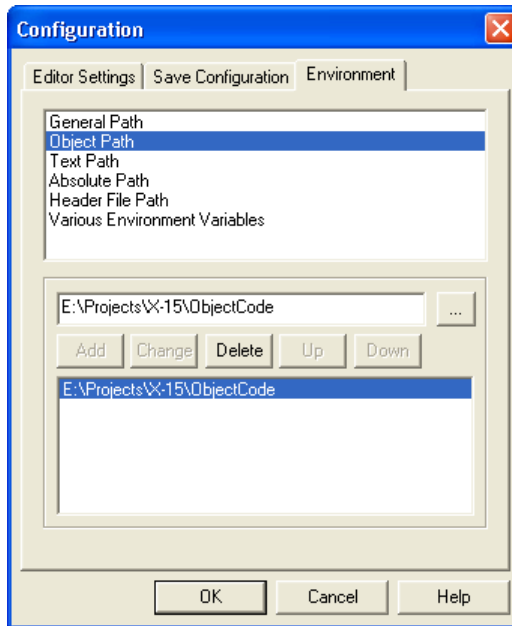 Configuration
Editor Settings Save Configuration Environment
General Path
Object Path
Text Path
Absolute Path
Header File Path
Various Environment Variables
E:\Projects\X-15\ObjectCode ...
Add Change Delete Up Down
E:\Projects\X-15\ObjectCode
OK Cancel Help